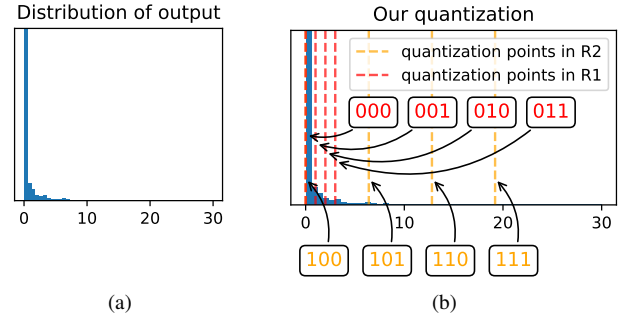 Distribution of output
0 10 20 30
(a)
Our quantization
quantization points in R2
quantization points in R1
000 001 010 011
0 10 20 30
100 101 110 111
(b)